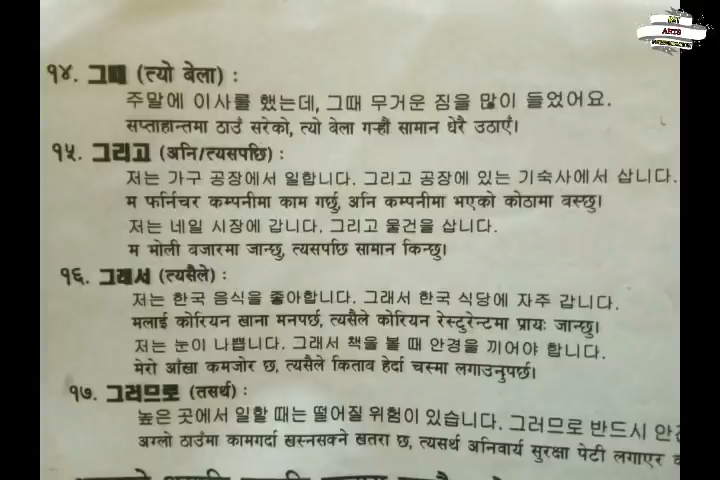 ARTS
१४. 그때 (त्यो बेला) :
주말에 이사를 했는데, 그때 무거운 짐을 많이 들었어요.
सप्ताहान्तमा ठाउँ सरेको, त्यो बेला गह्रौं सामान धेरै उठाएँ।
१५. 그리고 (अनि/त्यसपछि) :
저는 가구 공장에서 일합니다. 그리고 공장에 있는 기숙사에서 삽니다.
म फर्निचर कम्पनीमा काम गर्छु, अनि कम्पनीमा भएको कोठामा बस्छु।
저는 네일 시장에 갑니다. 그리고 물건을 삽니다.
म भोली बजारमा जान्छु, त्यसपछि सामान किन्छु।
१६. 그래서 (त्यसैले) :
저는 한국 음식을 좋아합니다. 그래서 한국 식당에 자주 갑니다.
मलाई कोरियन खाना मनपर्छ, त्यसैले कोरियन रेस्टुरेन्टमा प्रायः जान्छु।
저는 눈이 나쁩니다. 그래서 책을 볼 때 안경을 끼어야 합니다.
मेरो आँखा कमजोर छ, त्यसैले किताब हेर्दा चस्मा लगाउनुपर्छ।
१७. 그러므로 (तसर्थ) :
높은 곳에서 일할 때는 떨어질 위험이 있습니다. 그러므로 반드시
अग्लो ठाउँमा कामगर्दा खस्नसक्ने खतरा छ, त्यसर्थ अनिवार्य सुरक्षा पेटी लगाएर